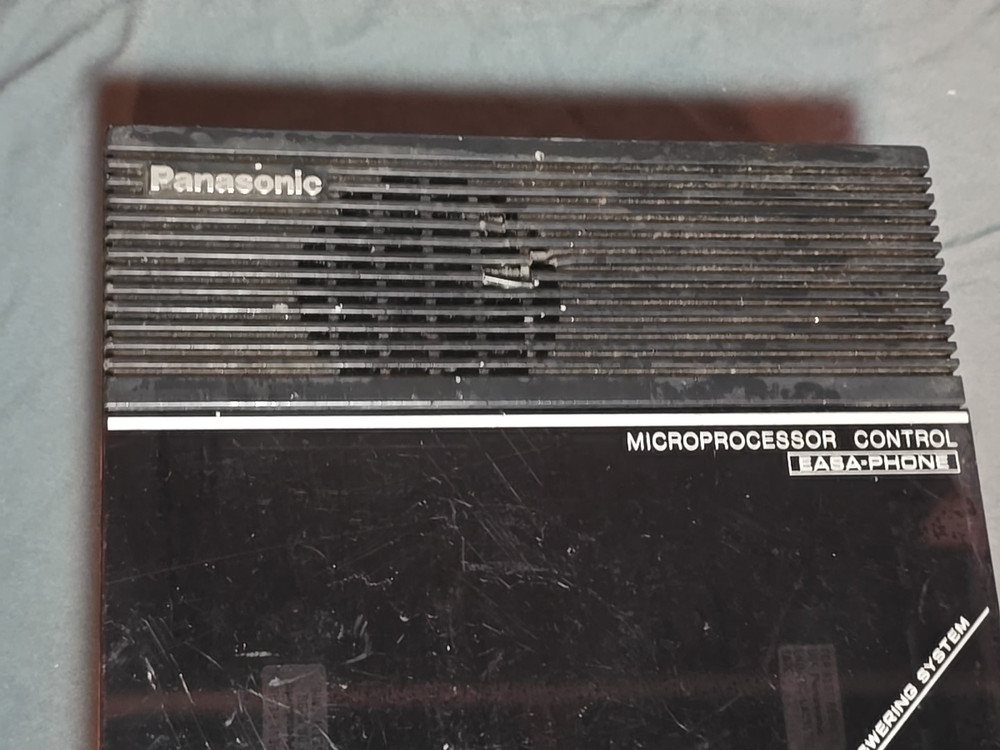 Panasonic
MICROPROCESSOR CONTROL
EASA-PHONE
WERING SYSTEM